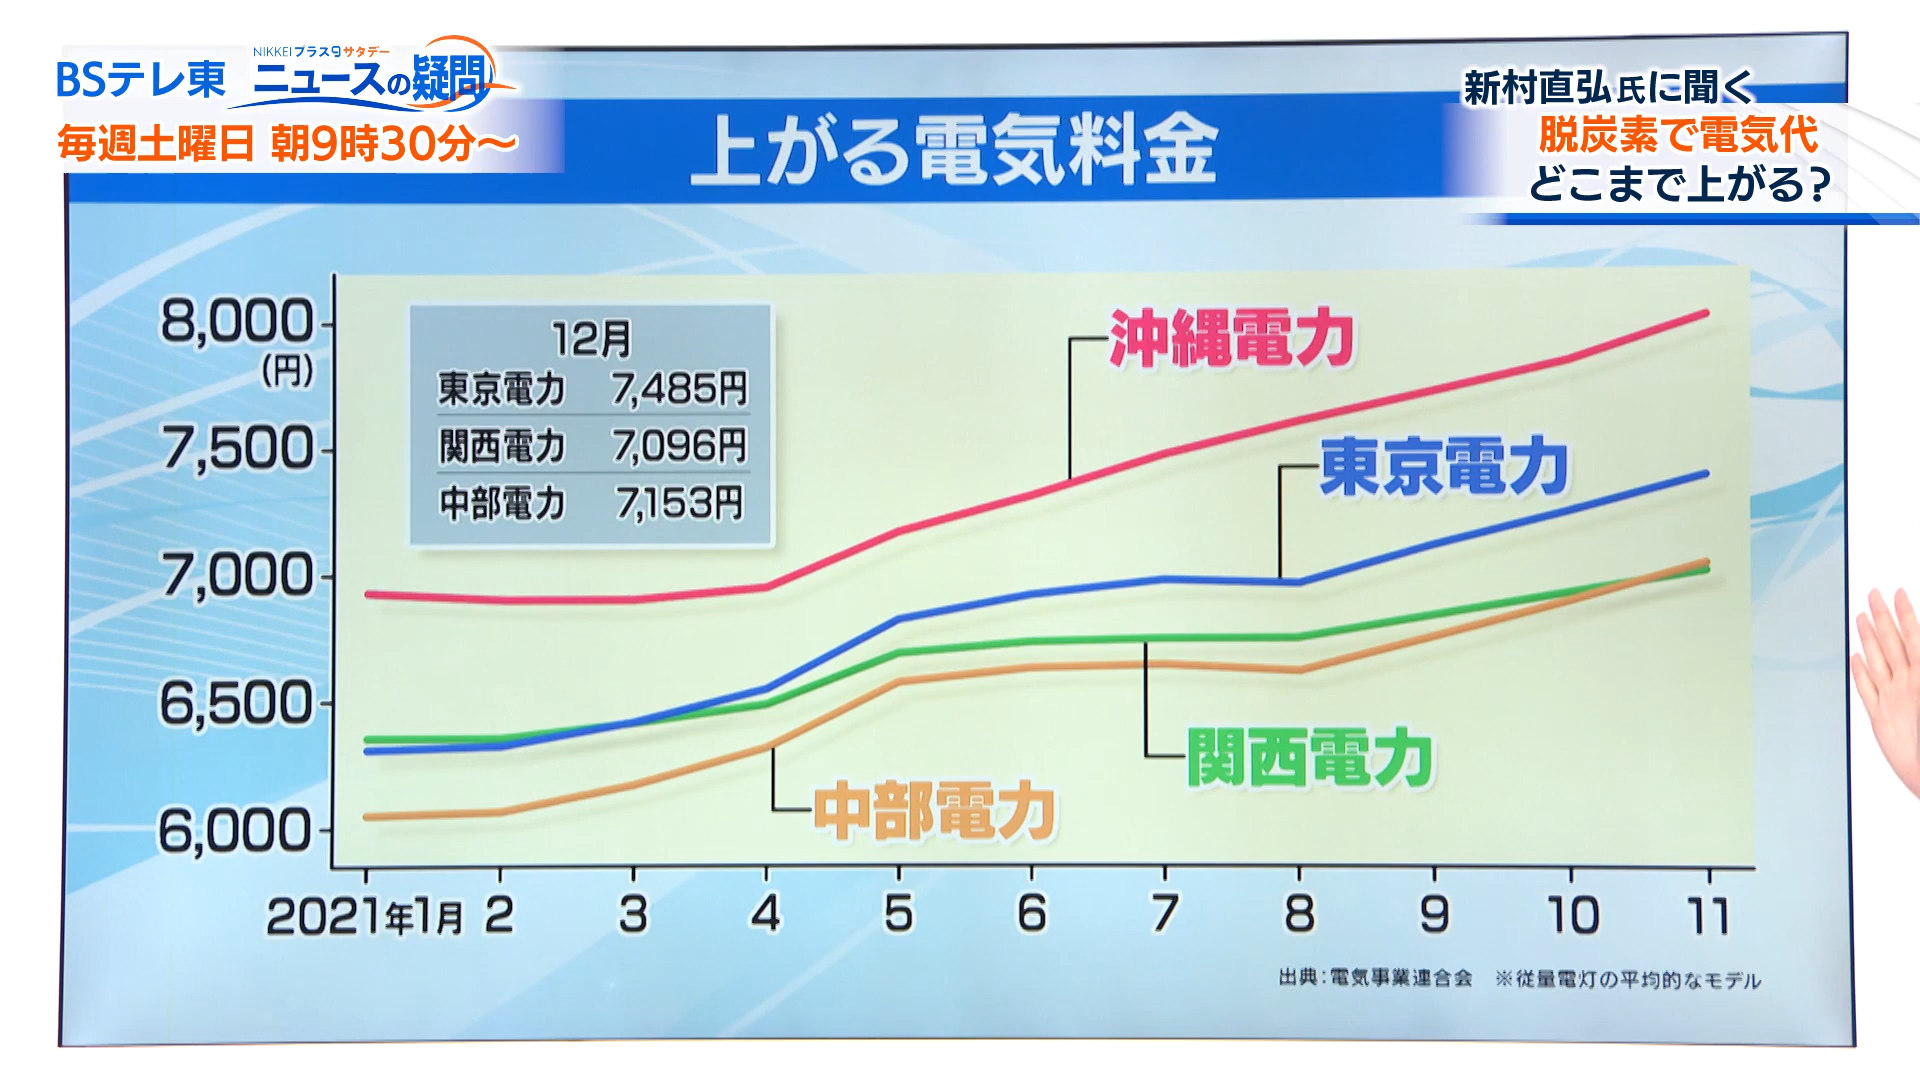 BSテレ東
NIKKEIプラス9サタデー
ニュースの疑問
毎週土曜日 朝9時30分～
新村直弘氏に聞く
脱炭素で電気代
どこまで上がる？
上がる電気料金
8,000
(円)
7,500
7,000
6,500
6,000
12月
東京電力 7,485円
関西電力 7,096円
中部電力 7,153円
沖縄電力
東京電力
関西電力
中部電力
2021年1月 2 3 4 5 6 7 8 9 10 11
出典：電気事業連合会 ※従量電灯の平均的なモデル